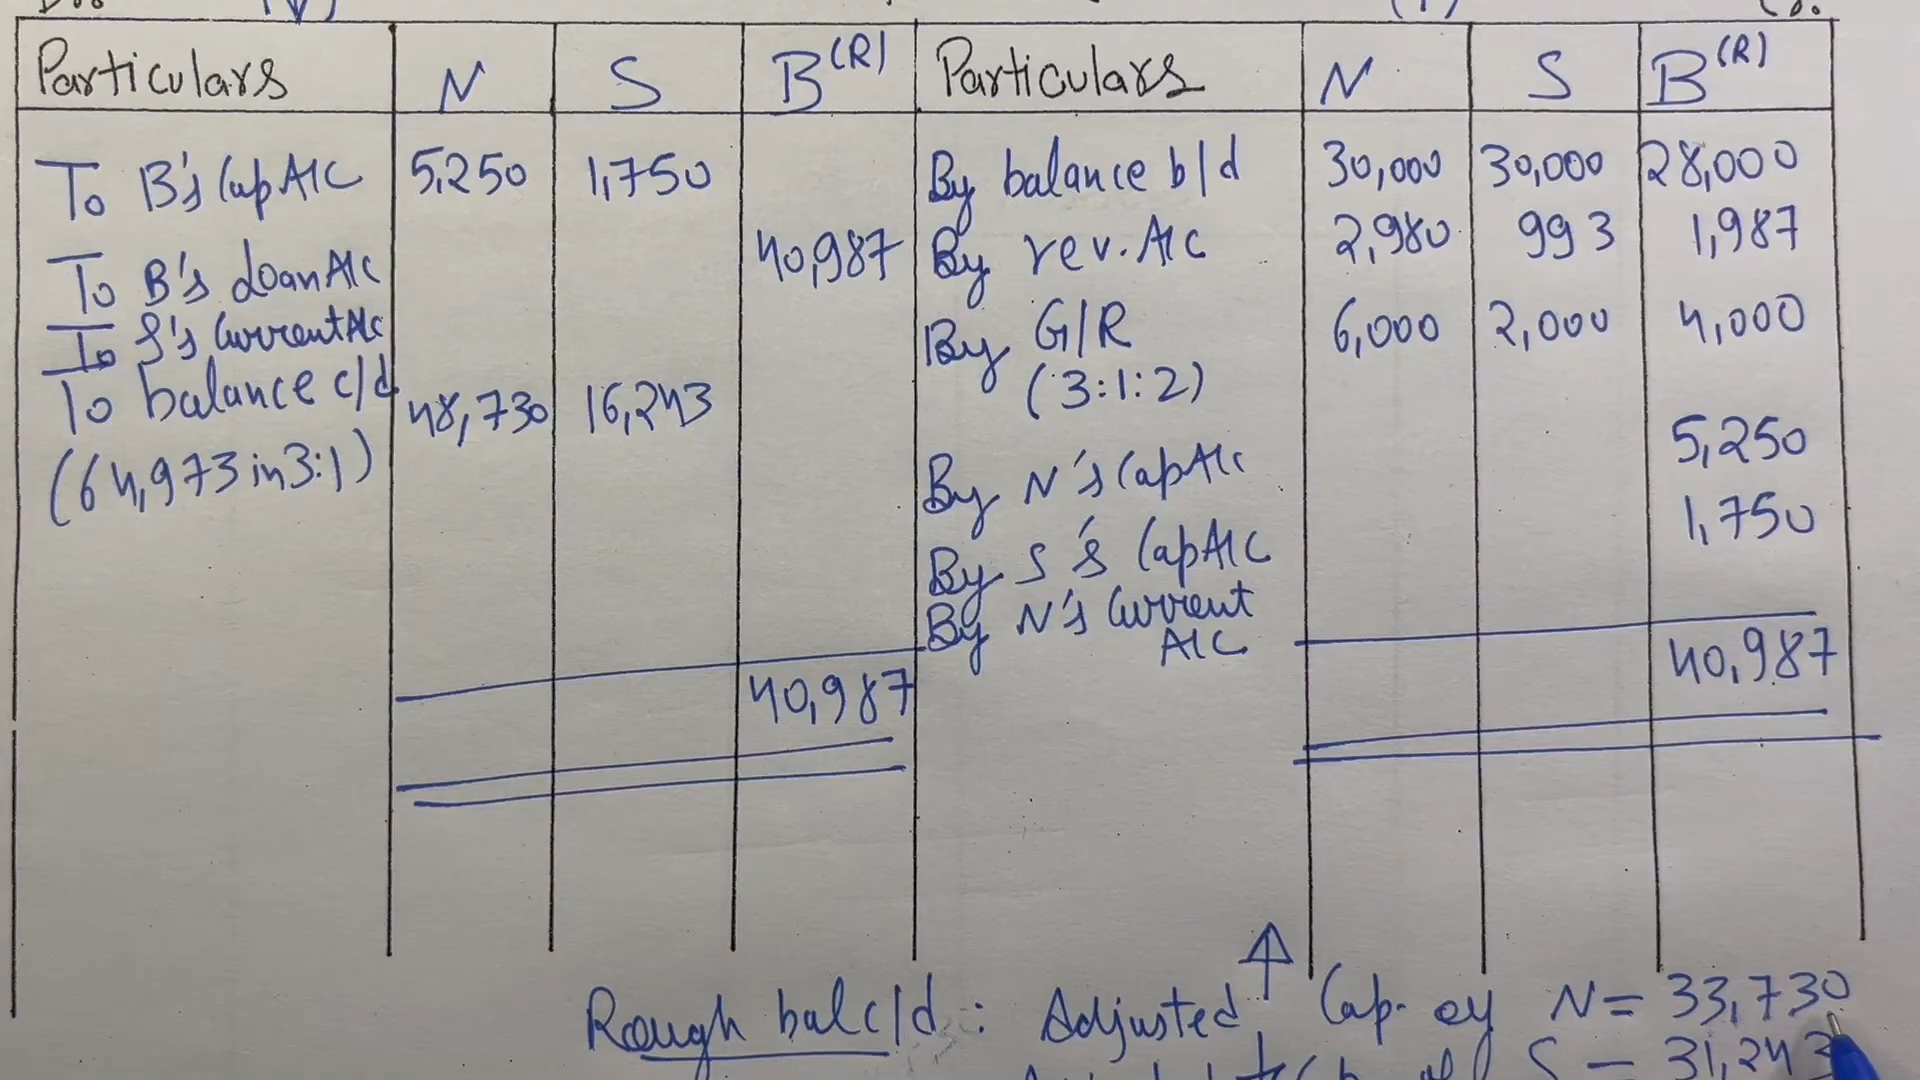 Particulars N S B (R) Particulars N S B (R)
To B's Cap A/C 5,250 1,750 By balance b/d 30,000 30,000 28,000
To B's Loan A/C 40,987 By rev. A/C 2,980 993 1,987
To S's Current A/c By G/R 6,000 2,000 4,000
(3:1:2)
To balance c/d 48,730 16,243
(64,973 in 3:1) By N's Cap A/c 5,250
By S's Cap A/C 1,750
By N's Current
A/C
40,987 40,987
Rough bal c/d : Adjusted Cap. of N = 33,730
S = 31,243